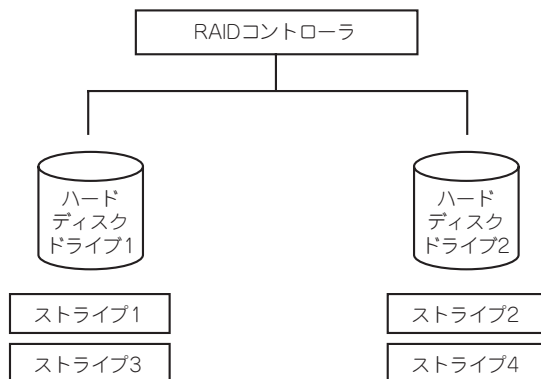 RAIDコントローラ
ハード
ディスク
ドライブ1
ハード
ディスク
ドライブ2
ストライプ1
ストライプ2
ストライプ3
ストライプ4